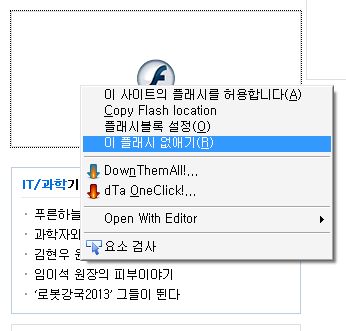 이 사이트의 플래시를 허용합니다(A)
Copy Flash location
플래시블록 설정(O)
이 플래시 없애기(R)
DownThemAll!...
dTa OneClick!...
Open With Editor
요소 검사
IT/과학기
· 푸른하늘
· 과학자와
· 김현우 원
· 임이석 원장의 피부이야기
· ‘로봇강국2013’ 그들이 뛴다